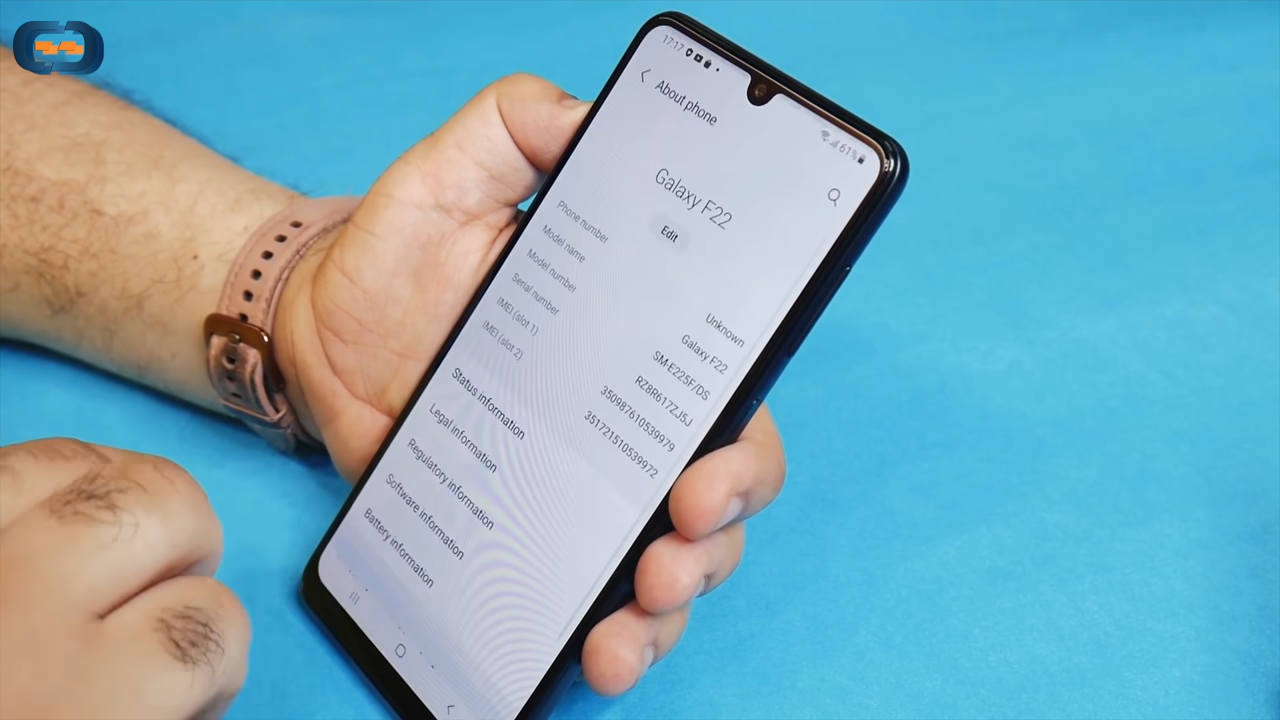 17:17
61%
About phone
Galaxy F22
Edit
Phone number Unknown
Model name Galaxy F22
Model number SM-E225F/DS
Serial number RZ8R617ZJ5J
IMEI (slot 1) 350987610539979
IMEI (slot 2) 351721510539972
Status information
Legal information
Regulatory information
Software information
Battery information